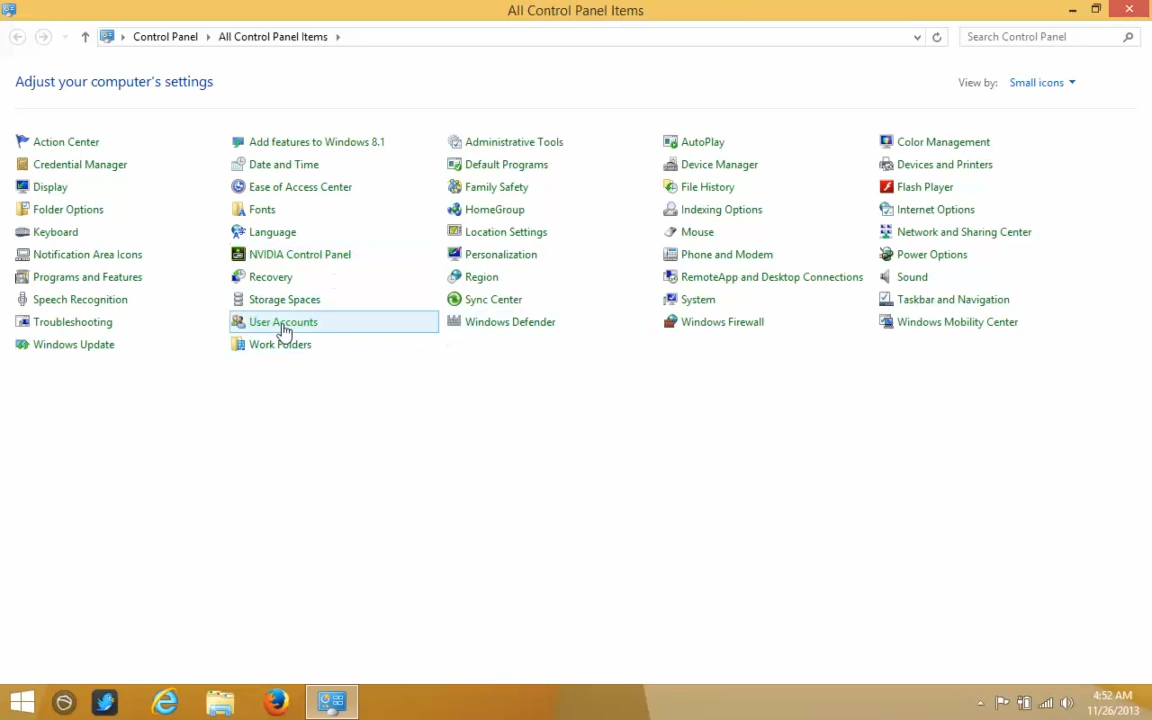 All Control Panel Items
Control Panel All Control Panel Items Search Control Panel
Adjust your computer's settings
View by: Small icons
Action Center Add features to Windows 8.1 Administrative Tools AutoPlay Color Management
Credential Manager Date and Time Default Programs Device Manager Devices and Printers
Display Ease of Access Center Family Safety File History Flash Player
Folder Options Fonts HomeGroup Indexing Options Internet Options
Keyboard Language Location Settings Mouse Network and Sharing Center
Notification Area Icons NVIDIA Control Panel Personalization Phone and Modem Power Options
Programs and Features Recovery Region RemoteApp and Desktop Connections Sound
Speech Recognition Storage Spaces Sync Center System Taskbar and Navigation
Troubleshooting User Accounts Windows Defender Windows Firewall Windows Mobility Center
Windows Update Work Folders
4:52 AM
11/26/2013